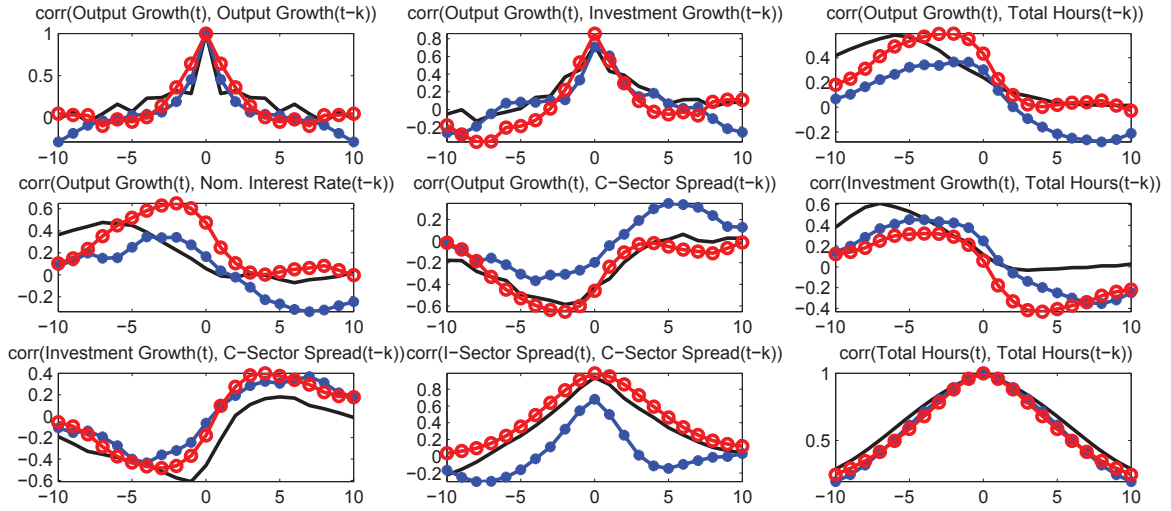 corr(Output Growth(t), Output Growth(t−k))
corr(Output Growth(t), Investment Growth(t−k))
corr(Output Growth(t), Total Hours(t−k))
1
0.5
0
−10 −5 0 5 10
0.8
0.6
0.4
0.2
0
−0.2
−10 −5 0 5 10
0.4
0.2
0
−0.2
−10 −5 0 5 10
corr(Output Growth(t), Nom. Interest Rate(t−k))
corr(Output Growth(t), C−Sector Spread(t−k))
corr(Investment Growth(t), Total Hours(t−k))
0.6
0.4
0.2
0
−0.2
−10 −5 0 5 10
0.2
0
−0.2
−0.4
−0.6
−10 −5 0 5 10
0.6
0.4
0.2
0
−0.2
−0.4
−10 −5 0 5 10
corr(Investment Growth(t), C−Sector Spread(t−k))
corr(I−Sector Spread(t), C−Sector Spread(t−k))
corr(Total Hours(t), Total Hours(t−k))
0.4
0.2
0
−0.2
−0.4
−0.6
−10 −5 0 5 10
0.8
0.6
0.4
0.2
0
−0.2
−10 −5 0 5 10
1
0.5
−10 −5 0 5 10